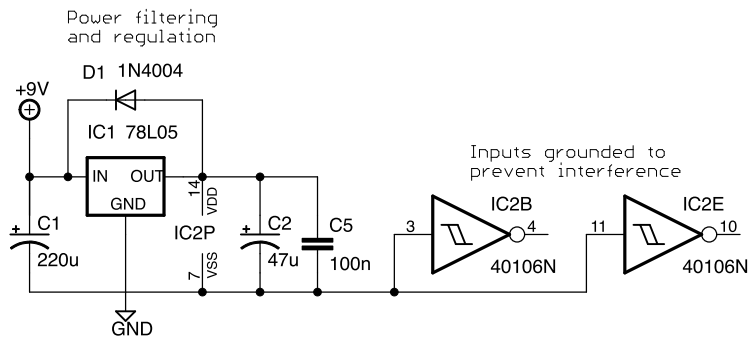 Power filtering
and regulation
D1 1N4004
+9V
IC1 78L05
IN OUT
GND
14
VDD
IC2P
7
VSS
+
C1
220u
+
C2
47u
C5
100n
GND
Inputs grounded to
prevent interference
IC2B
3
4
40106N
IC2E
11
10
40106N